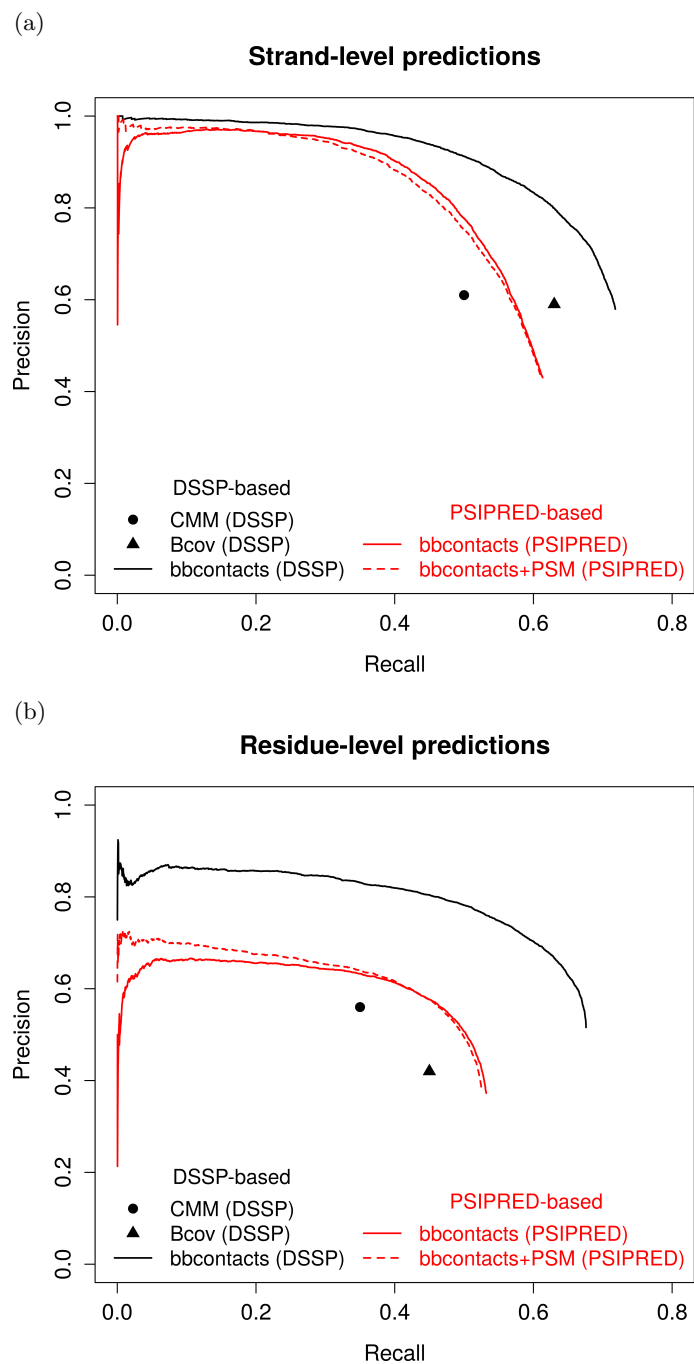 (a)
Strand-level predictions
Precision
1.0
0.8
0.6
0.4
0.2
0.0
DSSP-based
CMM (DSSP)
Bcov (DSSP)
bbcontacts (DSSP)
PSIPRED-based
bbcontacts (PSIPRED)
bbcontacts+PSM (PSIPRED)
0.0 0.2 0.4 0.6 0.8
Recall
(b)
Residue-level predictions
Precision
1.0
0.8
0.6
0.4
0.2
0.0
DSSP-based
CMM (DSSP)
Bcov (DSSP)
bbcontacts (DSSP)
PSIPRED-based
bbcontacts (PSIPRED)
bbcontacts+PSM (PSIPRED)
0.0 0.2 0.4 0.6 0.8
Recall